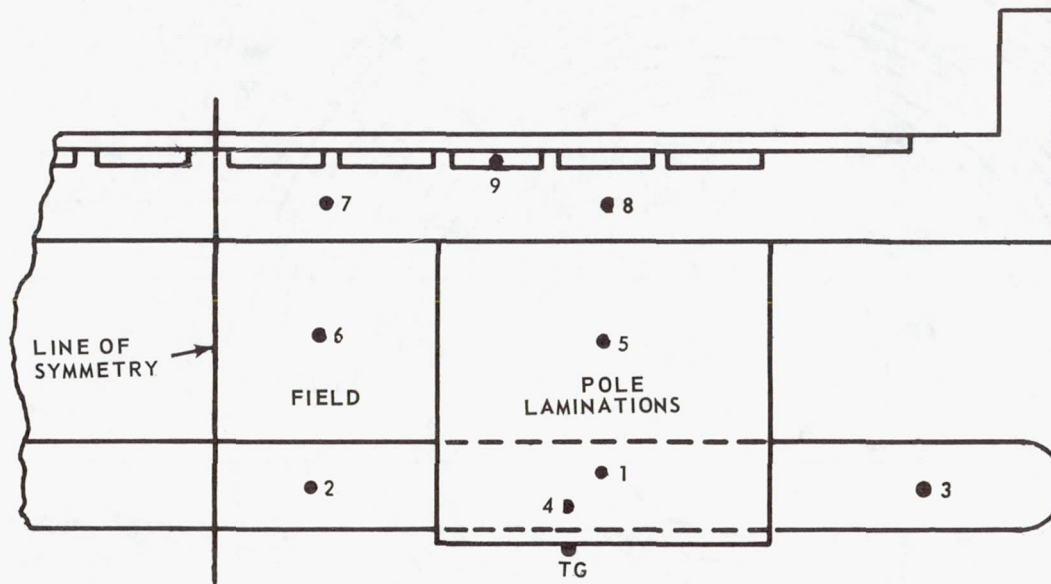 9
7
8
LINE OF
SYMMETRY
6
FIELD
5
POLE
LAMINATIONS
2
1
4
3
TG